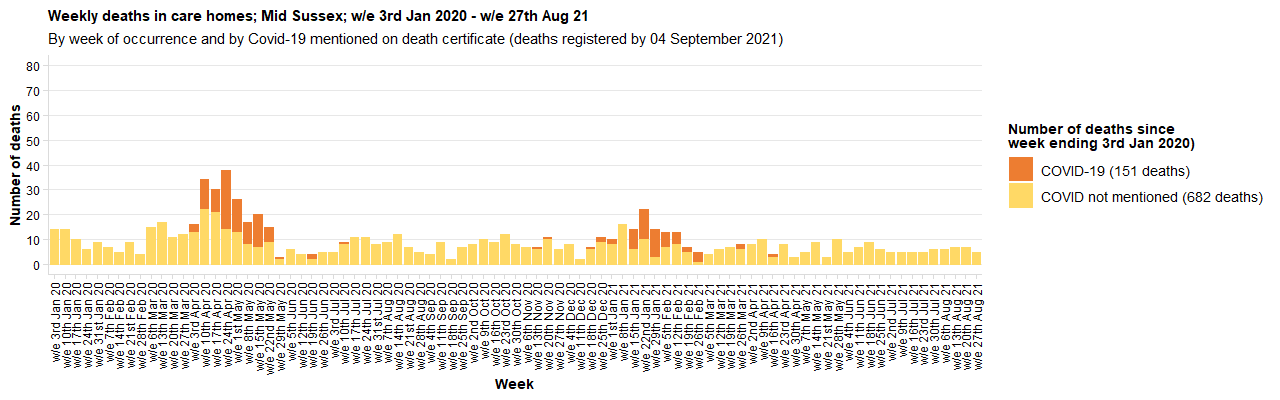 Weekly deaths in care homes; Mid Sussex; w/e 3rd Jan 2020 - w/e 27th Aug 21
By week of occurrence and by Covid-19 mentioned on death certificate (deaths registered by 04 September 2021)
80
70
60
50
40
30
20
10
0
Number of deaths
w/e 3rd Jan 20
w/e 10th Jan 20
w/e 17th Jan 20
w/e 24th Jan 20
w/e 31st Jan 20
w/e 7th Feb 20
w/e 14th Feb 20
w/e 21st Feb 20
w/e 28th Feb 20
w/e 6th Mar 20
w/e 13th Mar 20
w/e 20th Mar 20
w/e 27th Mar 20
w/e 3rd Apr 20
w/e 10th Apr 20
w/e 17th Apr 20
w/e 24th Apr 20
w/e 1st May 20
w/e 8th May 20
w/e 15th May 20
w/e 22nd May 20
w/e 29th May 20
w/e 5th Jun 20
w/e 12th Jun 20
w/e 19th Jun 20
w/e 26th Jun 20
w/e 3rd Jul 20
w/e 10th Jul 20
w/e 17th Jul 20
w/e 24th Jul 20
w/e 31st Jul 20
w/e 7th Aug 20
w/e 14th Aug 20
w/e 21st Aug 20
w/e 28th Aug 20
w/e 4th Sep 20
w/e 11th Sep 20
w/e 18th Sep 20
w/e 25th Sep 20
w/e 2nd Oct 20
w/e 9th Oct 20
w/e 16th Oct 20
w/e 23rd Oct 20
w/e 30th Oct 20
w/e 6th Nov 20
w/e 13th Nov 20
w/e 20th Nov 20
w/e 27th Nov 20
w/e 4th Dec 20
w/e 11th Dec 20
w/e 18th Dec 20
w/e 25th Dec 20
w/e 1st Jan 21
w/e 8th Jan 21
w/e 15th Jan 21
w/e 22nd Jan 21
w/e 29th Jan 21
w/e 5th Feb 21
w/e 12th Feb 21
w/e 19th Feb 21
w/e 26th Feb 21
w/e 5th Mar 21
w/e 12th Mar 21
w/e 19th Mar 21
w/e 26th Mar 21
w/e 2nd Apr 21
w/e 9th Apr 21
w/e 16th Apr 21
w/e 23rd Apr 21
w/e 30th Apr 21
w/e 7th May 21
w/e 14th May 21
w/e 21st May 21
w/e 28th May 21
w/e 4th Jun 21
w/e 11th Jun 21
w/e 18th Jun 21
w/e 25th Jun 21
w/e 2nd Jul 21
w/e 9th Jul 21
w/e 16th Jul 21
w/e 23rd Jul 21
w/e 30th Jul 21
w/e 6th Aug 21
w/e 13th Aug 21
w/e 20th Aug 21
w/e 27th Aug 21
Week
Number of deaths since
week ending 3rd Jan 2020)
COVID-19 (151 deaths)
COVID not mentioned (682 deaths)